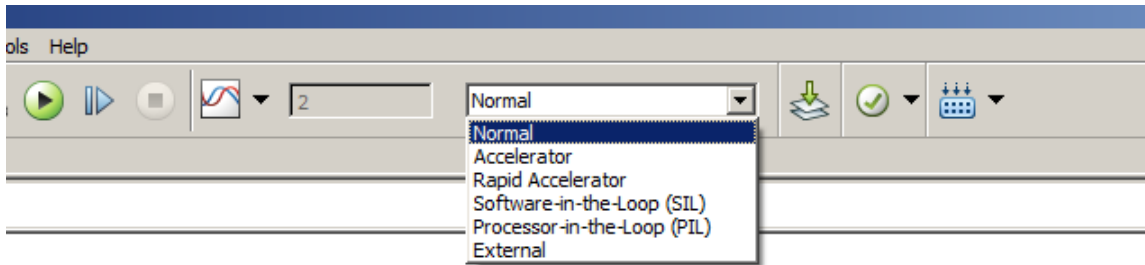 ols Help
2
Normal
Normal
Accelerator
Rapid Accelerator
Software-in-the-Loop (SIL)
Processor-in-the-Loop (PIL)
External